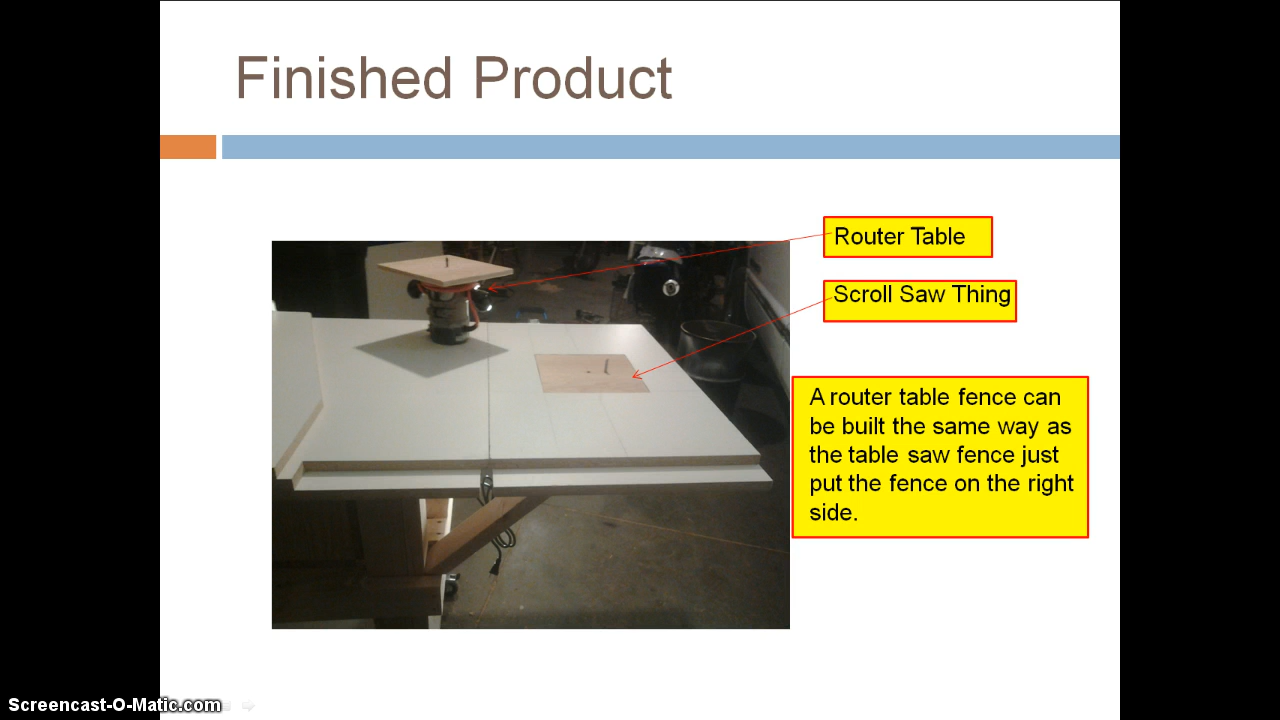 Finished Product
Router Table
Scroll Saw Thing
A router table fence can
be built the same way as
the table saw fence just
put the fence on the right
side.
Screencast-O-Matic.com